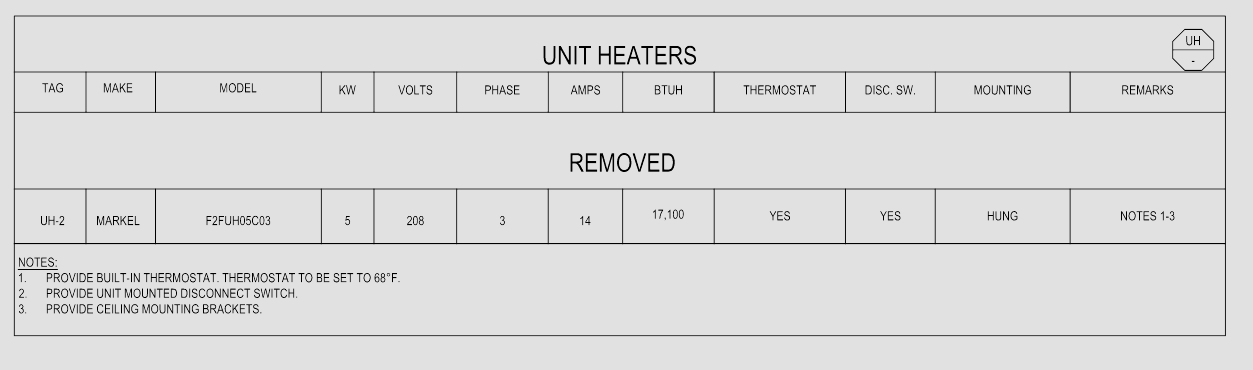 UNIT HEATERS
UH
-
TAG MAKE MODEL KW VOLTS PHASE AMPS BTUH THERMOSTAT DISC. SW. MOUNTING REMARKS
REMOVED
UH-2 MARKEL F2FUH05C03 5 208 3 14 17,100 YES YES HUNG NOTES 1-3
NOTES:
1. PROVIDE BUILT-IN THERMOSTAT. THERMOSTAT TO BE SET TO 68°F.
2. PROVIDE UNIT MOUNTED DISCONNECT SWITCH.
3. PROVIDE CEILING MOUNTING BRACKETS.